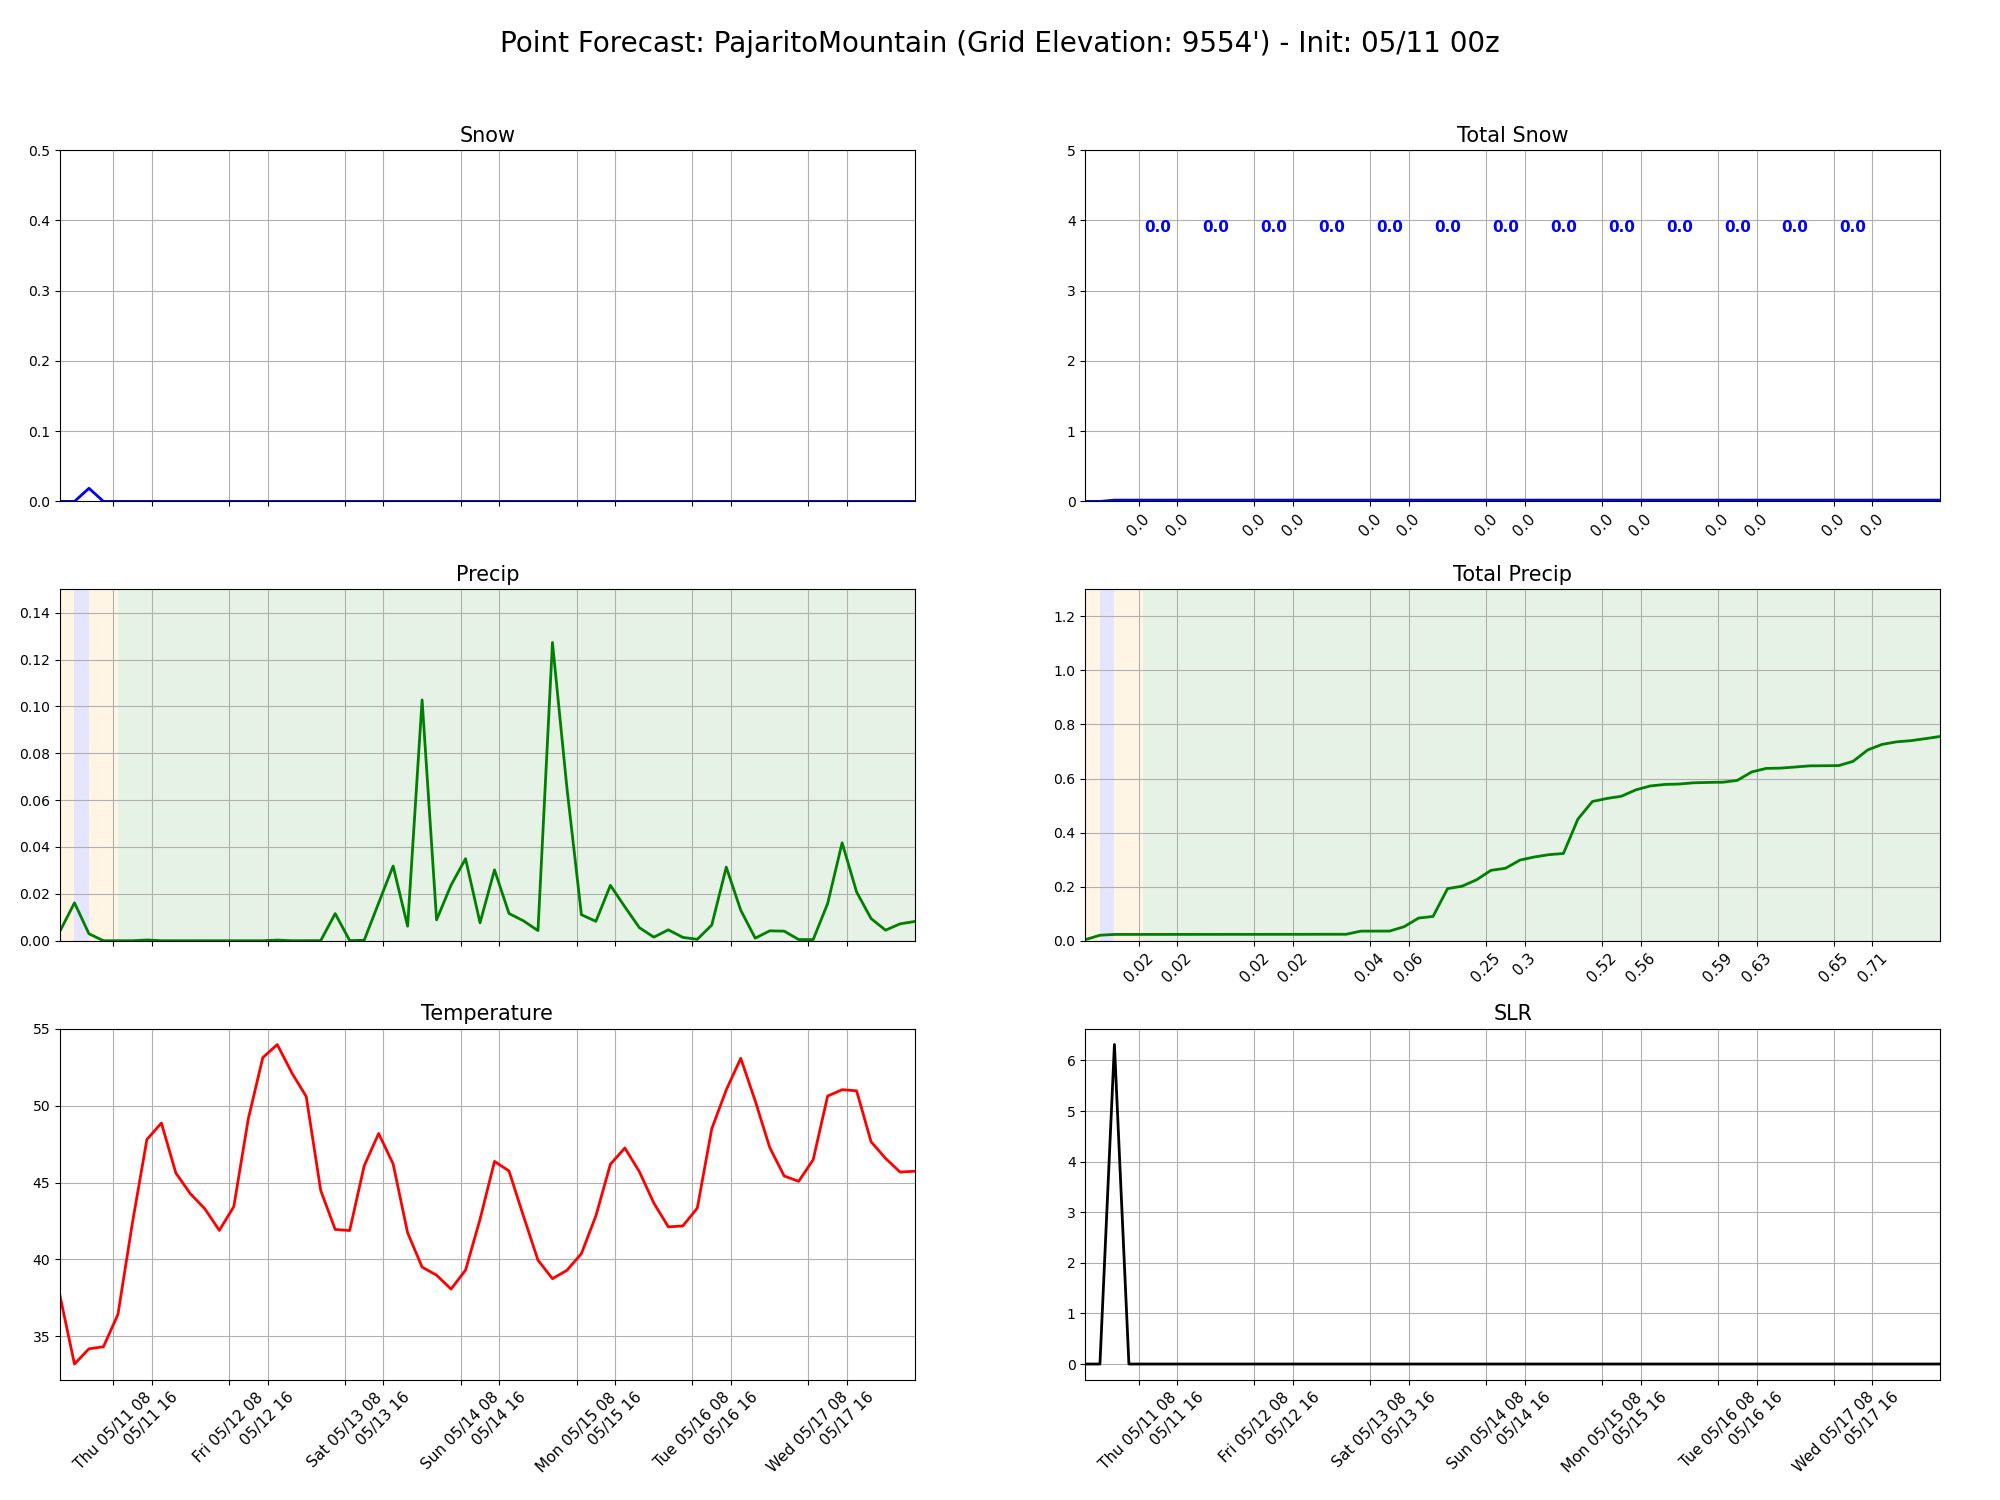 Point Forecast: PajaritoMountain (Grid Elevation: 9554') - Init: 05/11 00z
Snow
0.5
0.4
0.3
0.2
0.1
0.0
Total Snow
5
4
3
2
1
0
0.0 0.0 0.0 0.0 0.0 0.0 0.0 0.0 0.0 0.0 0.0 0.0 0.0
0.0 0.0 0.0 0.0 0.0 0.0 0.0 0.0 0.0 0.0 0.0 0.0 0.0 0.0
Precip
0.14
0.12
0.10
0.08
0.06
0.04
0.02
0.00
Total Precip
1.2
1.0
0.8
0.6
0.4
0.2
0.0
0.02 0.02 0.02 0.02 0.04 0.06 0.25 0.3 0.52 0.56 0.59 0.63 0.65 0.71
Temperature
55
50
45
40
35
Thu 05/11 08
05/11 16
Fri 05/12 08
05/12 16
Sat 05/13 08
05/13 16
Sun 05/14 08
05/14 16
Mon 05/15 08
05/15 16
Tue 05/16 08
05/16 16
Wed 05/17 08
05/17 16
SLR
6
5
4
3
2
1
0
Thu 05/11 08
05/11 16
Fri 05/12 08
05/12 16
Sat 05/13 08
05/13 16
Sun 05/14 08
05/14 16
Mon 05/15 08
05/15 16
Tue 05/16 08
05/16 16
Wed 05/17 08
05/17 16